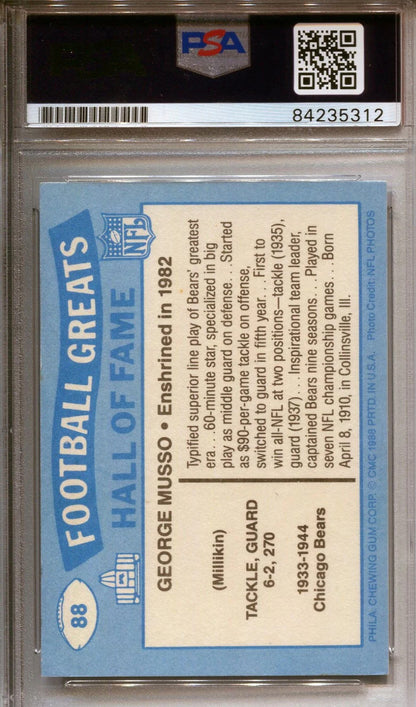 PSA
84235312
88
FOOTBALL GREATS
HALL OF FAME
NFL
GEORGE MUSSO • Enshrined in 1982
(Millikin)
TACKLE, GUARD
6-2, 270
1933-1944
Chicago Bears
Typified superior line play of Bears' greatest
era. . .60-minute star, specialized in big
play as middle guard on defense. . .Started
as $90-per-game tackle on offense,
switched to guard in fifth year. . .First to
win all-NFL at two positions—tackle (1935),
guard (1937). . .Inspirational team leader,
captained Bears nine seasons. . .Played in
seven NFL championship games. . .Born
April 8, 1910, in Collinsville, Ill.
PHILA. CHEWING GUM CORP. © CMC 1988 PRTD. IN U.S.A. Photo Credit: NFL PHOTOS